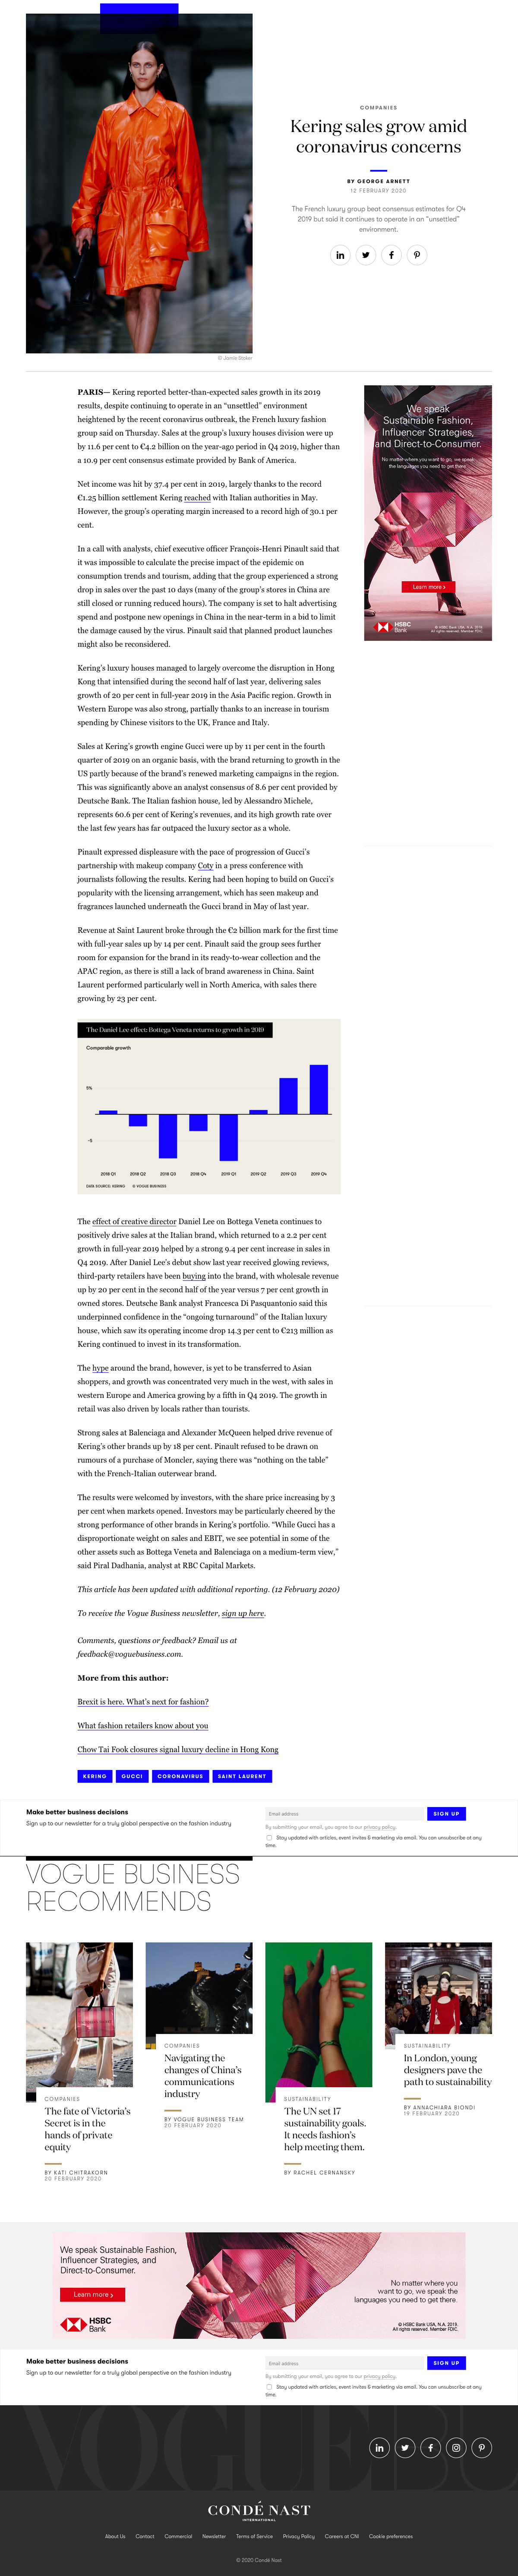 COMPANIES
Kering sales grow amid
coronavirus concerns
BY GEORGE ARNETT
12 FEBRUARY 2020
The French luxury group beat consensus estimates for Q4
2019 but said it continues to operate in an “unsettled”
environment.
© Jamie Stoker
PARIS— Kering reported better-than-expected sales growth in its 2019
results, despite continuing to operate in an “unsettled” environment
heightened by the recent coronavirus outbreak, the French luxury fashion
group said on Thursday. Sales at the group’s luxury houses division were up
by 11.6 per cent to €4.2 billion on the year-ago period in Q4 2019, higher than
a 10.9 per cent consensus estimate provided by Bank of America.
Net income was hit by 37.4 per cent in 2019, largely thanks to the record
€1.25 billion settlement Kering reached with Italian authorities in May.
However, the group’s operating margin increased to a record high of 30.1 per
cent.
In a call with analysts, chief executive officer François-Henri Pinault said that
it was impossible to calculate the precise impact of the epidemic on
consumption trends and tourism, adding that the group experienced a strong
drop in sales over the past 10 days (many of the group’s stores in China are
still closed or running reduced hours). The company is set to halt advertising
spend and postpone new openings in China in the near-term in a bid to limit
the damage caused by the virus. Pinault said that planned product launches
might also be reconsidered.
Kering’s luxury houses managed to largely overcome the disruption in Hong
Kong that intensified during the second half of last year, delivering sales
growth of 20 per cent in full-year 2019 in the Asia Pacific region. Growth in
Western Europe was also strong, partially thanks to an increase in tourism
spending by Chinese visitors to the UK, France and Italy.
Sales at Kering’s growth engine Gucci were up by 11 per cent in the fourth
quarter of 2019 on an organic basis, with the brand returning to growth in the
US partly because of the brand’s renewed marketing campaigns in the region.
This was significantly above an analyst consensus of 8.6 per cent provided by
Deutsche Bank. The Italian fashion house, led by Alessandro Michele,
represents 60.6 per cent of Kering’s revenues, and its high growth rate over
the last few years has far outpaced the luxury sector as a whole.
Pinault expressed displeasure with the pace of progression of Gucci’s
partnership with makeup company Coty in a press conference with
journalists following the results. Kering had been hoping to build on Gucci’s
popularity with the licensing arrangement, which has seen makeup and
fragrances launched underneath the Gucci brand in May of last year.
Revenue at Saint Laurent broke through the €2 billion mark for the first time
with full-year sales up by 14 per cent. Pinault said the group sees further
room for expansion for the brand in its ready-to-wear collection and the
APAC region, as there is still a lack of brand awareness in China. Saint
Laurent performed particularly well in North America, with sales there
growing by 23 per cent.
The Daniel Lee effect: Bottega Veneta returns to growth in 2019
Comparable growth
5%
-5
2018 Q1 2018 Q2 2018 Q3 2018 Q4 2019 Q1 2019 Q2 2019 Q3 2019 Q4
DATA SOURCE: KERING © VOGUE BUSINESS
The effect of creative director Daniel Lee on Bottega Veneta continues to
positively drive sales at the Italian brand, which returned to a 2.2 per cent
growth in full-year 2019 helped by a strong 9.4 per cent increase in sales in
Q4 2019. After Daniel Lee’s debut show last year received glowing reviews,
third-party retailers have been buying into the brand, with wholesale revenue
up by 20 per cent in the second half of the year versus 7 per cent growth in
owned stores. Deutsche Bank analyst Francesca Di Pasquantonio said this
underpinned confidence in the “ongoing turnaround” of the Italian luxury
house, which saw its operating income drop 14.3 per cent to €213 million as
Kering continued to invest in its transformation.
The hype around the brand, however, is yet to be transferred to Asian
shoppers, and growth was concentrated very much in the west, with sales in
western Europe and America growing by a fifth in Q4 2019. The growth in
retail was also driven by locals rather than tourists.
Strong sales at Balenciaga and Alexander McQueen helped drive revenue of
Kering’s other brands up by 18 per cent. Pinault refused to be drawn on
rumours of a purchase of Moncler, saying there was “nothing on the table”
with the French-Italian outerwear brand.
The results were welcomed by investors, with the share price increasing by 3
per cent when markets opened. Investors may be particularly cheered by the
strong performance of other brands in Kering’s portfolio. “While Gucci has a
disproportionate weight on sales and EBIT, we see potential in some of the
other assets such as Bottega Veneta and Balenciaga on a medium-term view,”
said Piral Dadhania, analyst at RBC Capital Markets.
This article has been updated with additional reporting. (12 February 2020)
To receive the Vogue Business newsletter, sign up here.
Comments, questions or feedback? Email us at
feedback@voguebusiness.com.
More from this author:
Brexit is here. What’s next for fashion?
What fashion retailers know about you
Chow Tai Fook closures signal luxury decline in Hong Kong
KERING GUCCI CORONAVIRUS SAINT LAURENT
We speak
Sustainable Fashion,
Influencer Strategies,
and Direct-to-Consumer.
No matter where you want to go, we speak
the languages you need to get there.
Learn more >
HSBC
Bank
© HSBC Bank USA, N.A. 2019.
All rights reserved. Member FDIC.
Make better business decisions
Sign up to our newsletter for a truly global perspective on the fashion industry
Email address
SIGN UP
By submitting your email, you agree to our privacy policy.
Stay updated with articles, event invites & marketing via email. You can unsubscribe at any
time.
VOGUE BUSINESS
RECOMMENDS
COMPANIES
The fate of Victoria’s
Secret is in the
hands of private
equity
BY KATI CHITRAKORN
20 FEBRUARY 2020
COMPANIES
Navigating the
changes of China’s
communications
industry
BY VOGUE BUSINESS TEAM
20 FEBRUARY 2020
SUSTAINABILITY
The UN set 17
sustainability goals.
It needs fashion’s
help meeting them.
BY RACHEL CERNANSKY
SUSTAINABILITY
In London, young
designers pave the
path to sustainability
BY ANNACHIARA BIONDI
19 FEBRUARY 2020
We speak Sustainable Fashion,
Influencer Strategies, and
Direct-to-Consumer.
Learn more >
HSBC
Bank
No matter where you
want to go, we speak the
languages you need to get there.
© HSBC Bank USA, N.A. 2019.
All rights reserved. Member FDIC.
Make better business decisions
Sign up to our newsletter for a truly global perspective on the fashion industry
Email address
SIGN UP
By submitting your email, you agree to our privacy policy.
Stay updated with articles, event invites & marketing via email. You can unsubscribe at any
time.
VOGUE BU
CONDÉ NAST
INTERNATIONAL
About Us Contact Commercial Newsletter Terms of Service Privacy Policy Careers at CNI Cookie preferences
© 2020 Condé Nast